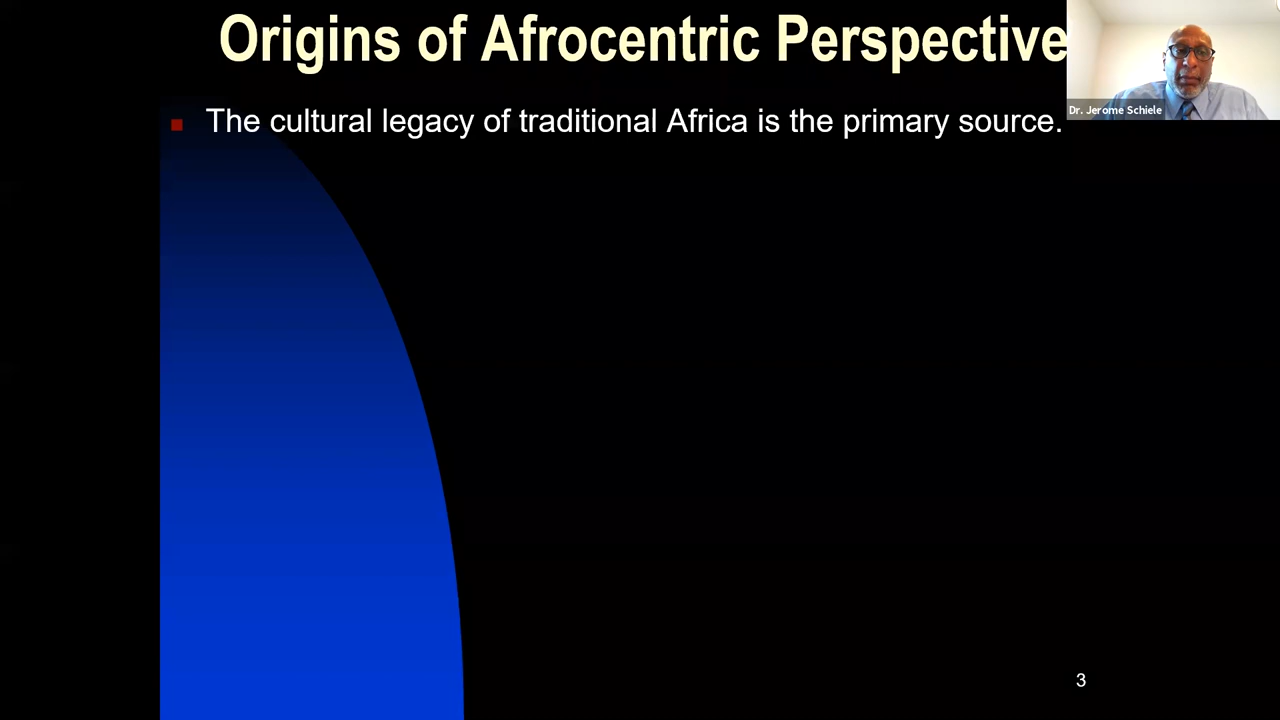 Origins of Afrocentric Perspective
The cultural legacy of traditional Africa is the primary source.
Dr. Jerome Schiele
3